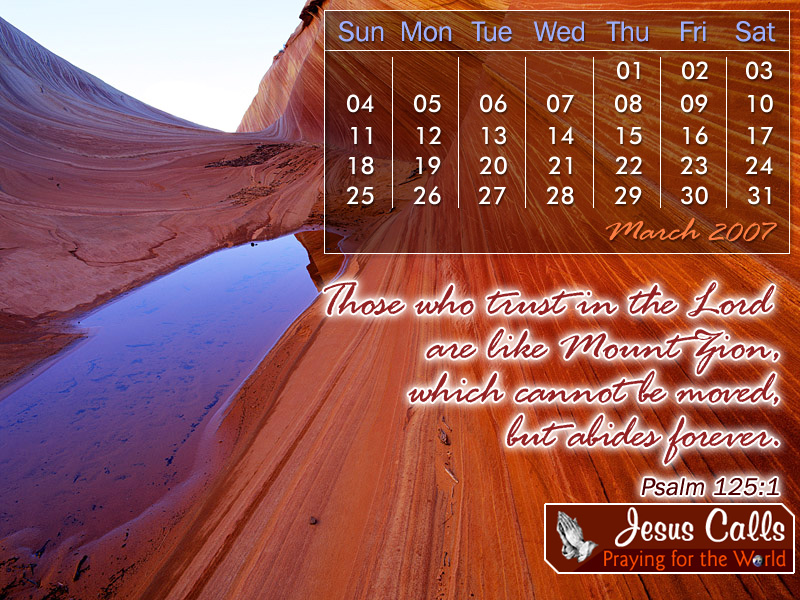 Sun Mon Tue Wed Thu Fri Sat
01 02 03
04 05 06 07 08 09 10
11 12 13 14 15 16 17
18 19 20 21 22 23 24
25 26 27 28 29 30 31
March 2007
Those who trust in the Lord
are like Mount Zion,
which cannot be moved,
but abides forever.
Psalm 125:1
Jesus Calls
Praying for the World